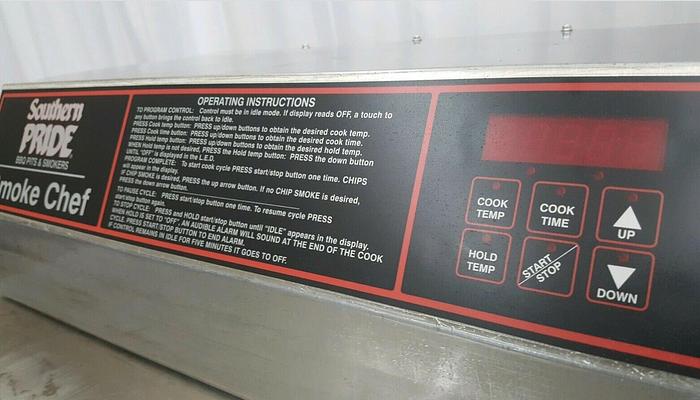 Southern
PRIDE
BBQ PITS & SMOKERS
moke Chef
OPERATING INSTRUCTIONS
TO PROGRAM CONTROL: Control must be in idle mode. If display reads OFF, a touch to
any button brings the control back to idle.
PRESS Cook temp button: PRESS up/down buttons to obtain the desired cook temp.
PRESS Cook time button: PRESS up/down buttons to obtain the desired cook time.
PRESS Hold temp button: PRESS up/down buttons to obtain the desired hold temp.
WHEN Hold temp is not desired, PRESS the Hold temp button: PRESS the down button
UNTIL "OFF" is displayed in the L.E.D.
PROGRAM COMPLETE: To start cook cycle PRESS start/stop button one time. CHIPS
will appear in the display.
If CHIP SMOKE is desired, PRESS the up arrow button. If no CHIP SMOKE is desired,
PRESS the down arrow button.
TO PAUSE CYCLE: PRESS start/stop button one time. To resume cycle PRESS
start/stop button again.
TO STOP CYCLE: PRESS and HOLD start/stop button until "IDLE" appears in the display.
WHEN HOLD IS SET TO "OFF", AN AUDIBLE ALARM WILL SOUND AT THE END OF THE COOK
CYCLE. PRESS START/STOP BUTTON TO END ALARM.
IF CONTROL REMAINS IN IDLE FOR FIVE MINUTES IT GOES TO OFF.
COOK
TEMP
COOK
TIME
UP
HOLD
TEMP
START/
STOP
DOWN